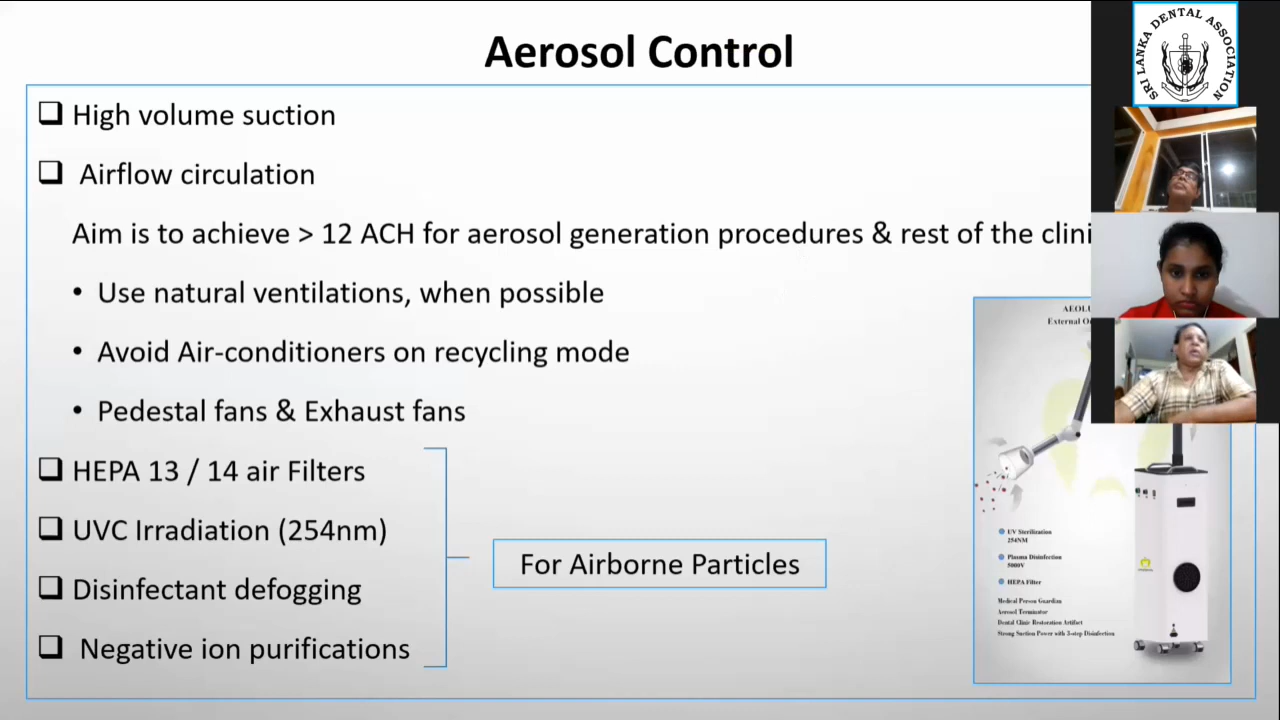 Aerosol Control
SRI LANKA DENTAL ASSOCIATION
❑ High volume suction
❑ Airflow circulation
Aim is to achieve > 12 ACH for aerosol generation procedures & rest of the clini
• Use natural ventilations, when possible
• Avoid Air-conditioners on recycling mode
• Pedestal fans & Exhaust fans
❑ HEPA 13 / 14 air Filters
❑ UVC Irradiation (254nm)
❑ Disinfectant defogging
❑ Negative ion purifications
For Airborne Particles
AEOLU
External O
UV Sterilization
254NM
Plasma Disinfection
5000V
HEPA Filter
Medical Person Guardian
Aerosol Terminator
Dental Clinic Restoration Artifact
Strong Suction Power with 3-step Disinfection